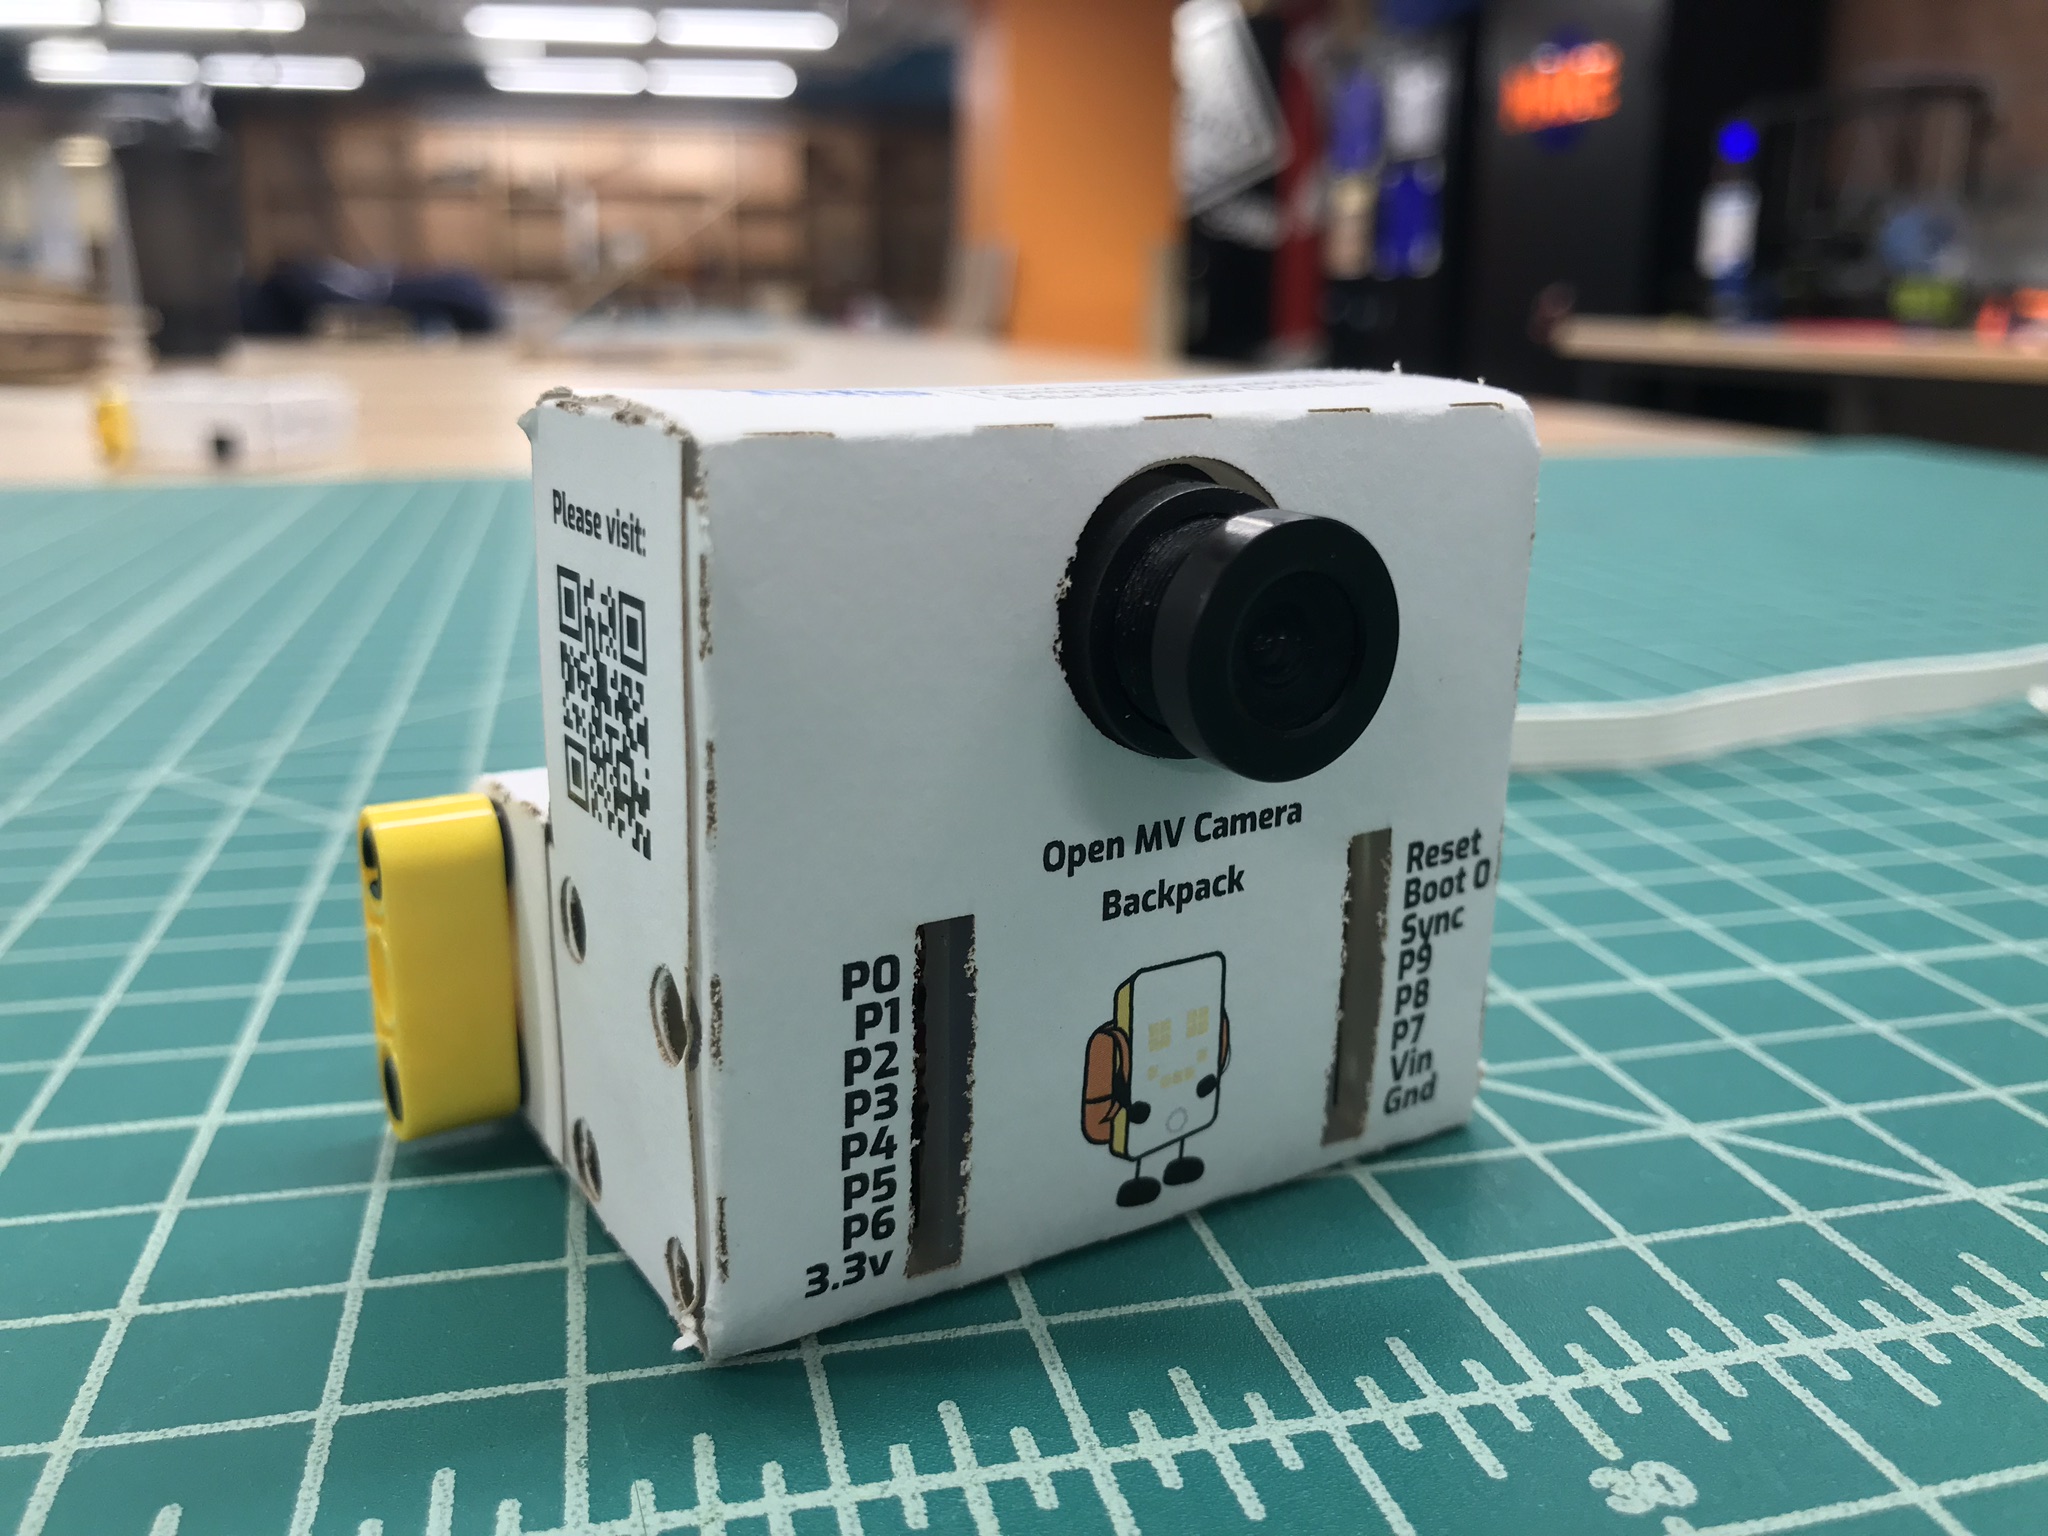 Please visit:
Open MV Camera
Backpack
P0
P1
P2
P3
P4
P5
P6
3.3v
Reset
Boot 0
Sync
P9
P8
P7
Vin
Gnd
30